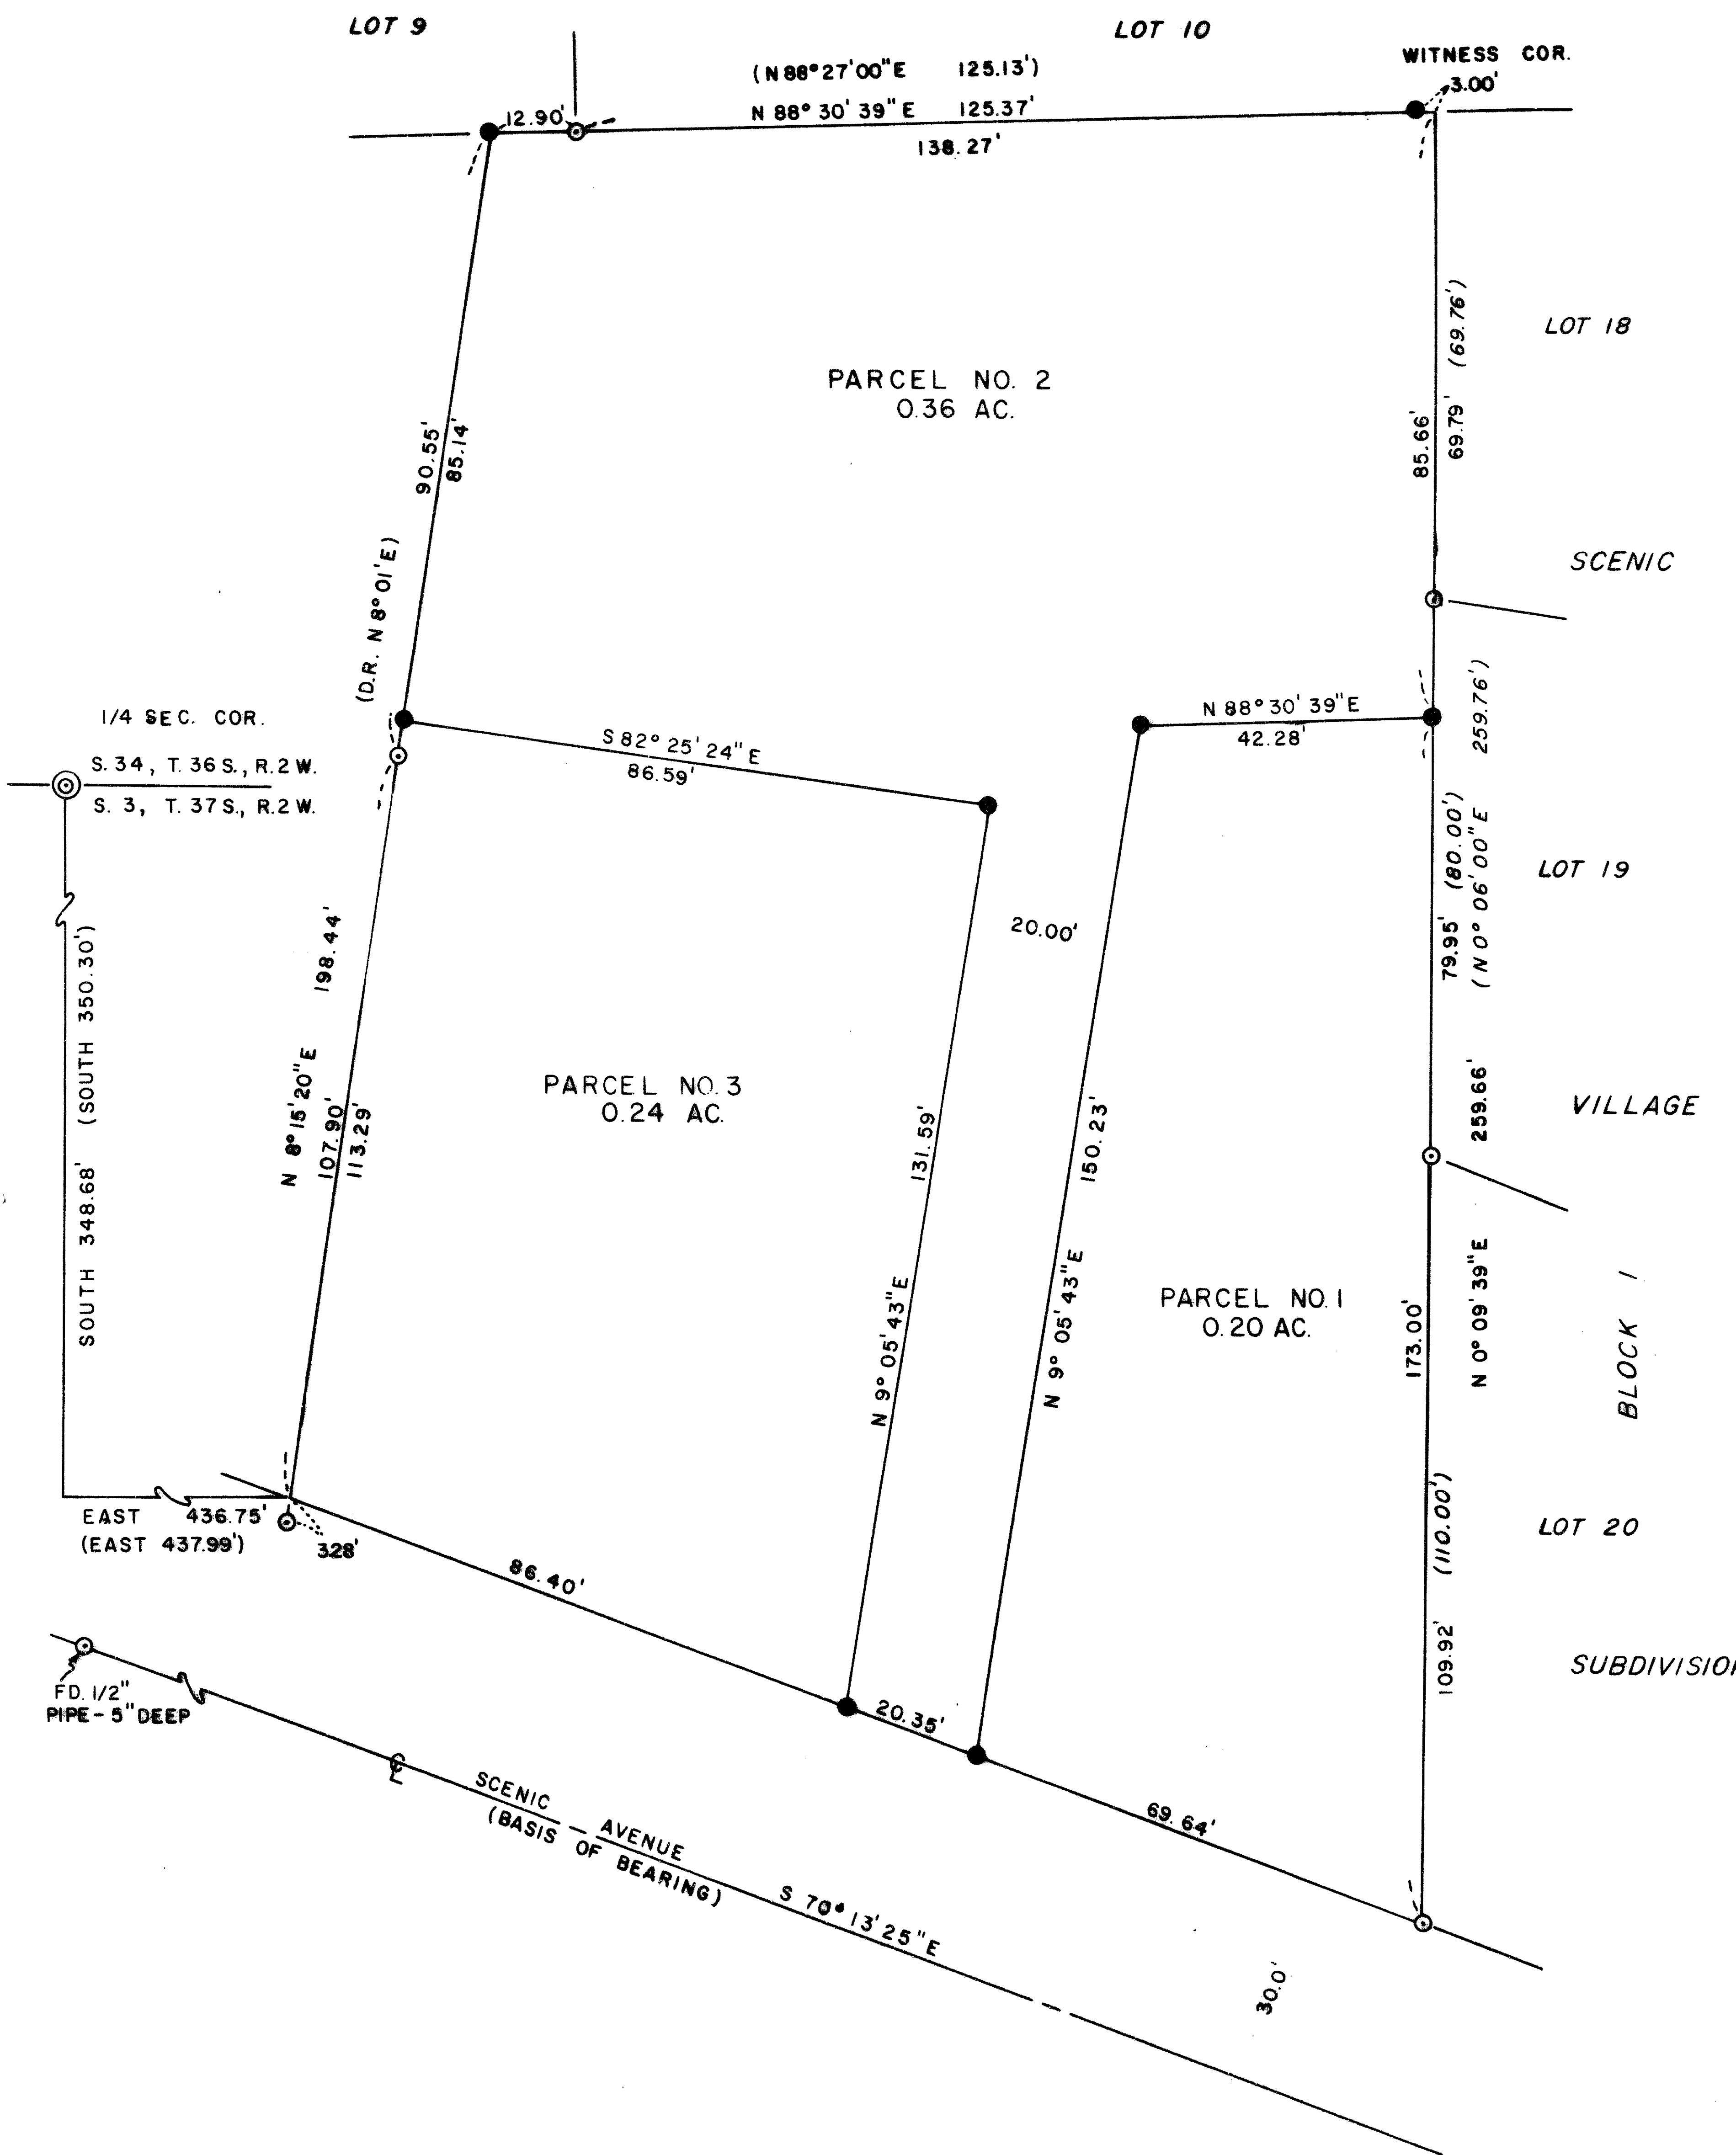 LOT 9
LOT 10
WITNESS COR.
3.00'
(N 88° 27' 00" E 125.13')
N 88° 30' 39" E 125.37'
12.90'
138.27'
(69.76')
LOT 18
PARCEL NO. 2
0.36 AC.
85.66'
69.79'
90.55'
85.14'
(D.R. N 8° 01' E)
SCENIC
1/4 SEC. COR.
S. 34, T. 36 S., R. 2 W.
S. 3, T. 37 S., R. 2 W.
S 82° 25' 24" E
86.59'
N 88° 30' 39" E
42.28'
259.76')
(80.00')
79.95'
(N 0° 06' 00" E
LOT 19
20.00'
198.44'
SOUTH 348.68' (SOUTH 350.30')
N 8° 15' 20" E
107.90'
113.29'
PARCEL NO. 3
0.24 AC.
131.59'
150.23'
259.66'
VILLAGE
N 9° 05' 43" E
N 9° 05' 43" E
PARCEL NO. 1
0.20 AC.
173.00'
N 0° 09' 39" E
BLOCK 1
EAST 436.75'
(EAST 437.99')
3.28'
86.40'
(110.00')
LOT 20
109.92'
SUBDIVISION
FD. 1/2"
PIPE - 5" DEEP
20.35'
69.64'
℄
SCENIC AVENUE
(BASIS OF BEARING)
S 70° 13' 25" E
30.0'